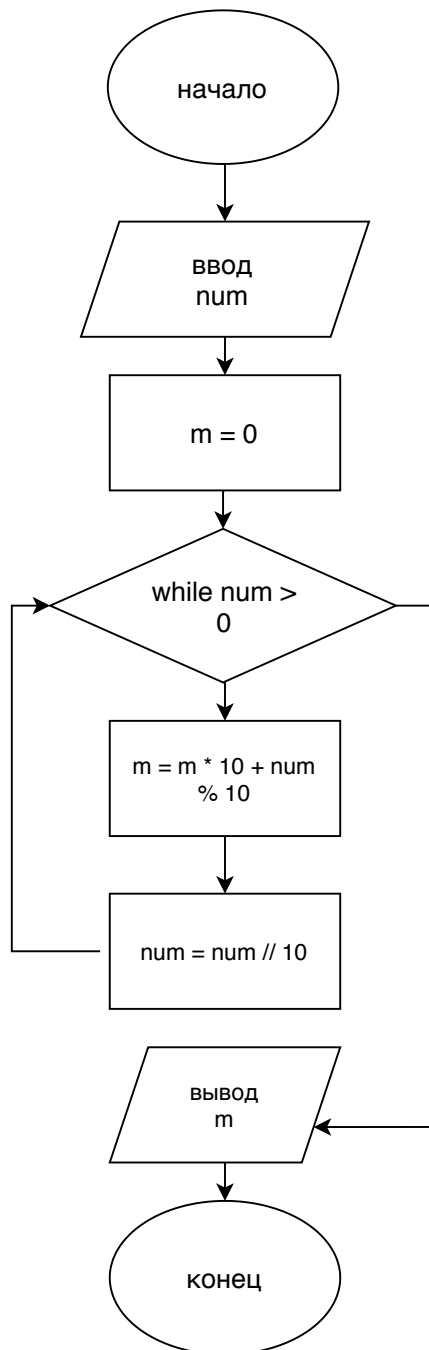 начало
ввод
num
m = 0
while num >
0
m = m * 10 + num
% 10
num = num // 10
вывод
m
конец